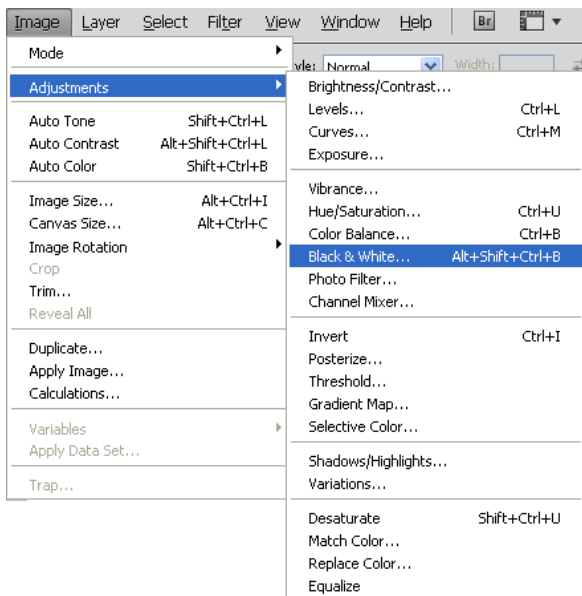 Image Layer Select Filter View Window Help Br
Mode
yle: Normal Width:
Adjustments
Auto Tone Shift+Ctrl+L
Auto Contrast Alt+Shift+Ctrl+L
Auto Color Shift+Ctrl+B
Image Size... Alt+Ctrl+I
Canvas Size... Alt+Ctrl+C
Image Rotation
Crop
Trim...
Reveal All
Duplicate...
Apply Image...
Calculations...
Variables
Apply Data Set...
Trap...
Brightness/Contrast...
Levels... Ctrl+L
Curves... Ctrl+M
Exposure...
Vibrance...
Hue/Saturation... Ctrl+U
Color Balance... Ctrl+B
Black & White... Alt+Shift+Ctrl+B
Photo Filter...
Channel Mixer...
Invert Ctrl+I
Posterize...
Threshold...
Gradient Map...
Selective Color...
Shadows/Highlights...
Variations...
Desaturate Shift+Ctrl+U
Match Color...
Replace Color...
Equalize